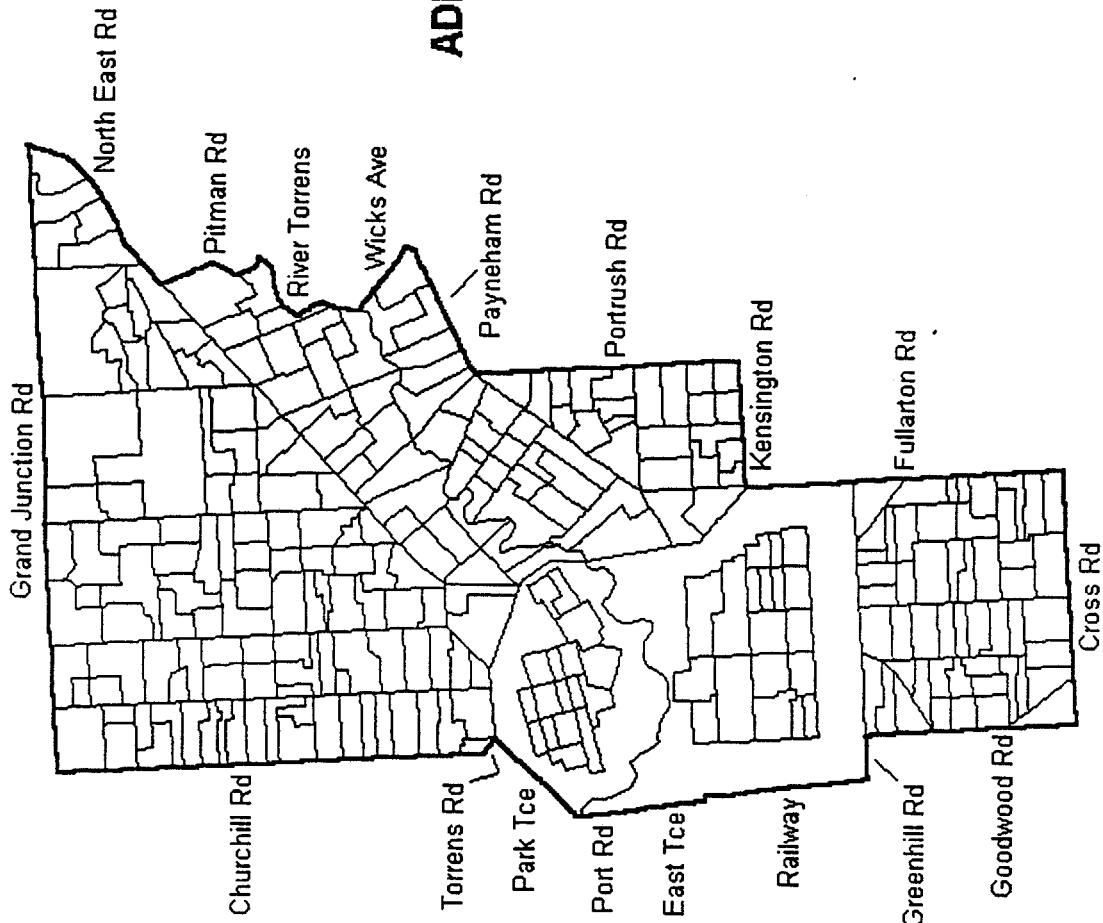 North East Rd
AD
Pitman Rd
River Torrens
Wicks Ave
Payneham Rd
Portrush Rd
Kensington Rd
Fullarton Rd
Grand Junction Rd
Cross Rd
Churchill Rd
Torrens Rd
Park Tce
Port Rd
East Tce
Railway
Greenhill Rd
Goodwood Rd